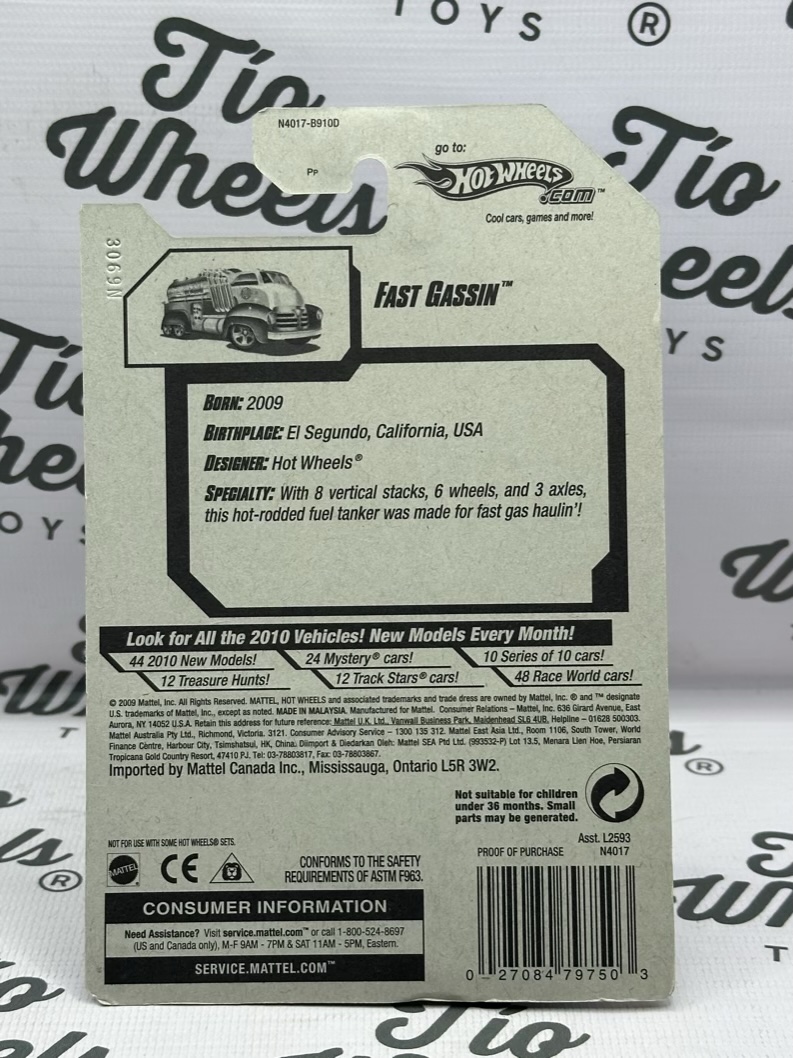 TOYS ®
Tío
Wheels
Tío
eels
YS
N4017-B910D
PP
go to:
HOT WHEELS
.COM™
Cool cars, games and more!
3069N
FAST GASSIN™
BORN: 2009
BIRTHPLACE: El Segundo, California, USA
DESIGNER: Hot Wheels®
SPECIALTY: With 8 vertical stacks, 6 wheels, and 3 axles,
this hot-rodded fuel tanker was made for fast gas haulin'!
Look for All the 2010 Vehicles! New Models Every Month!
44 2010 New Models! 24 Mystery® cars! 10 Series of 10 cars!
12 Treasure Hunts! 12 Track Stars® cars! 48 Race World cars!
© 2009 Mattel, Inc. All Rights Reserved. MATTEL, HOT WHEELS and associated trademarks and trade dress are owned by Mattel, Inc. ® and ™ designate
U.S. trademarks of Mattel, Inc., except as noted. MADE IN MALAYSIA. Manufactured for Mattel. Consumer Relations – Mattel, Inc. 636 Girard Avenue, East
Aurora, NY 14052 U.S.A. Retain this address for future reference: Mattel U.K. Ltd., Vanwall Business Park, Maidenhead SL6 4UB. Helpline – 01628 500303.
Mattel Australia Pty Ltd., Richmond, Victoria. 3121. Consumer Advisory Service - 1300 135 312. Mattel East Asia Ltd., Room 1106, South Tower, World
Finance Centre, Harbour City, Tsimshatsui, HK, China. Diimport & Diedarkan Oleh: Mattel SEA Ptd Ltd. (993532-P) Lot 13.5, Menara Lien Hoe, Persiaran
Tropicana Gold Country Resort, 47410 PJ. Tel: 03-78803817, Fax: 03-78803867.
Imported by Mattel Canada Inc., Mississauga, Ontario L5R 3W2.
Not suitable for children
under 36 months. Small
parts may be generated.
NOT FOR USE WITH SOME HOT WHEELS® SETS.
MATTEL
CE
CONFORMS TO THE SAFETY
REQUIREMENTS OF ASTM F963.
Asst. L2593
PROOF OF PURCHASE N4017
CONSUMER INFORMATION
Need Assistance? Visit service.mattel.com™ or call 1-800-524-8697
(US and Canada only), M-F 9AM - 7PM & SAT 11AM - 5PM, Eastern.
SERVICE.MATTEL.COM™
0 27084 79750 3
Tío